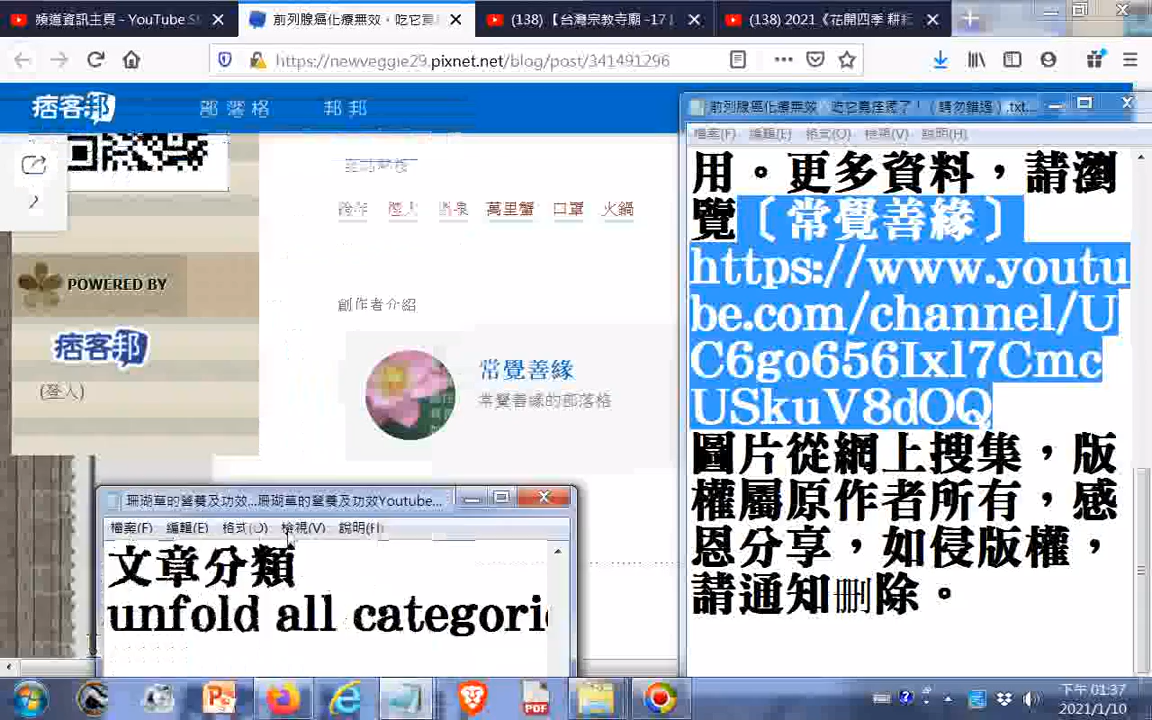 頻道資訊主頁 - YouTube S
前列腺癌化療無效，吃它竟
(138) 【台灣宗教寺廟 -17
(138) 2021《花開四季 耕耘
https://newveggie29.pixnet.net/blog/post/341491296
痞客邦
部落格
邦邦
萬里蟹
口罩
火鍋
POWERED BY
痞客邦
(登入)
創作者介紹
常覺善緣
常覺善緣的部落格
前列腺癌化療無效，吃它竟痊癒了！（請勿錯過）.txt...
檔案(F) 編輯(E) 格式(O) 檢視(V) 說明(H)
用。更多資料，請瀏
覽〔常覺善緣〕
https://www.youtu
be.com/channel/U
C6go656Ixl7Cmc
USkuV8dOQ
圖片從網上搜集，版
權屬原作者所有，感
恩分享，如侵版權，
請通知刪除。
珊瑚草的營養及功效...珊瑚草的營養及功效Youtube...
檔案(F) 編輯(E) 格式(O) 檢視(V) 說明(H)
文章分類
unfold all categori
PDF
下午 01:37
2021/1/10